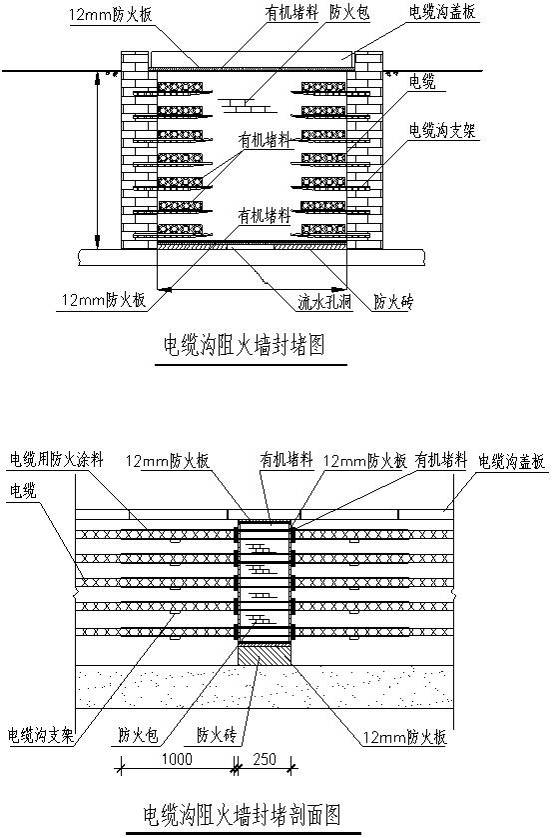 12mm防火板
有机堵料
防火包
电缆沟盖板
电缆
电缆沟支架
有机堵料
有机堵料
12mm防火板
流水孔洞
防火砖
电缆沟阻火墙封堵图
电缆用防火涂料
12mm防火板
有机堵料
12mm防火板
有机堵料
电缆沟盖板
电缆
电缆沟支架
防火包
防火砖
12mm防火板
1000
250
电缆沟阻火墙封堵剖面图